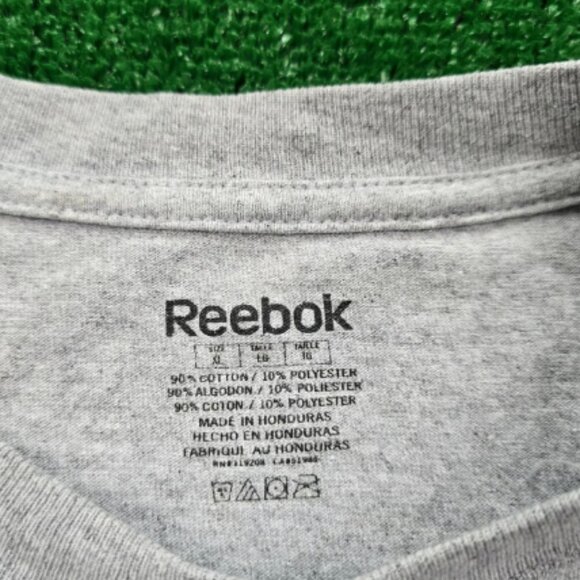 Reebok
SIZE TAILLE TAILLE
XL EG TG
90% COTTON / 10% POLYESTER
90% ALGODON / 10% POLIESTER
90% COTON / 10% POLYESTER
MADE IN HONDURAS
HECHO EN HONDURAS
FABRIQUÉ AU HONDURAS